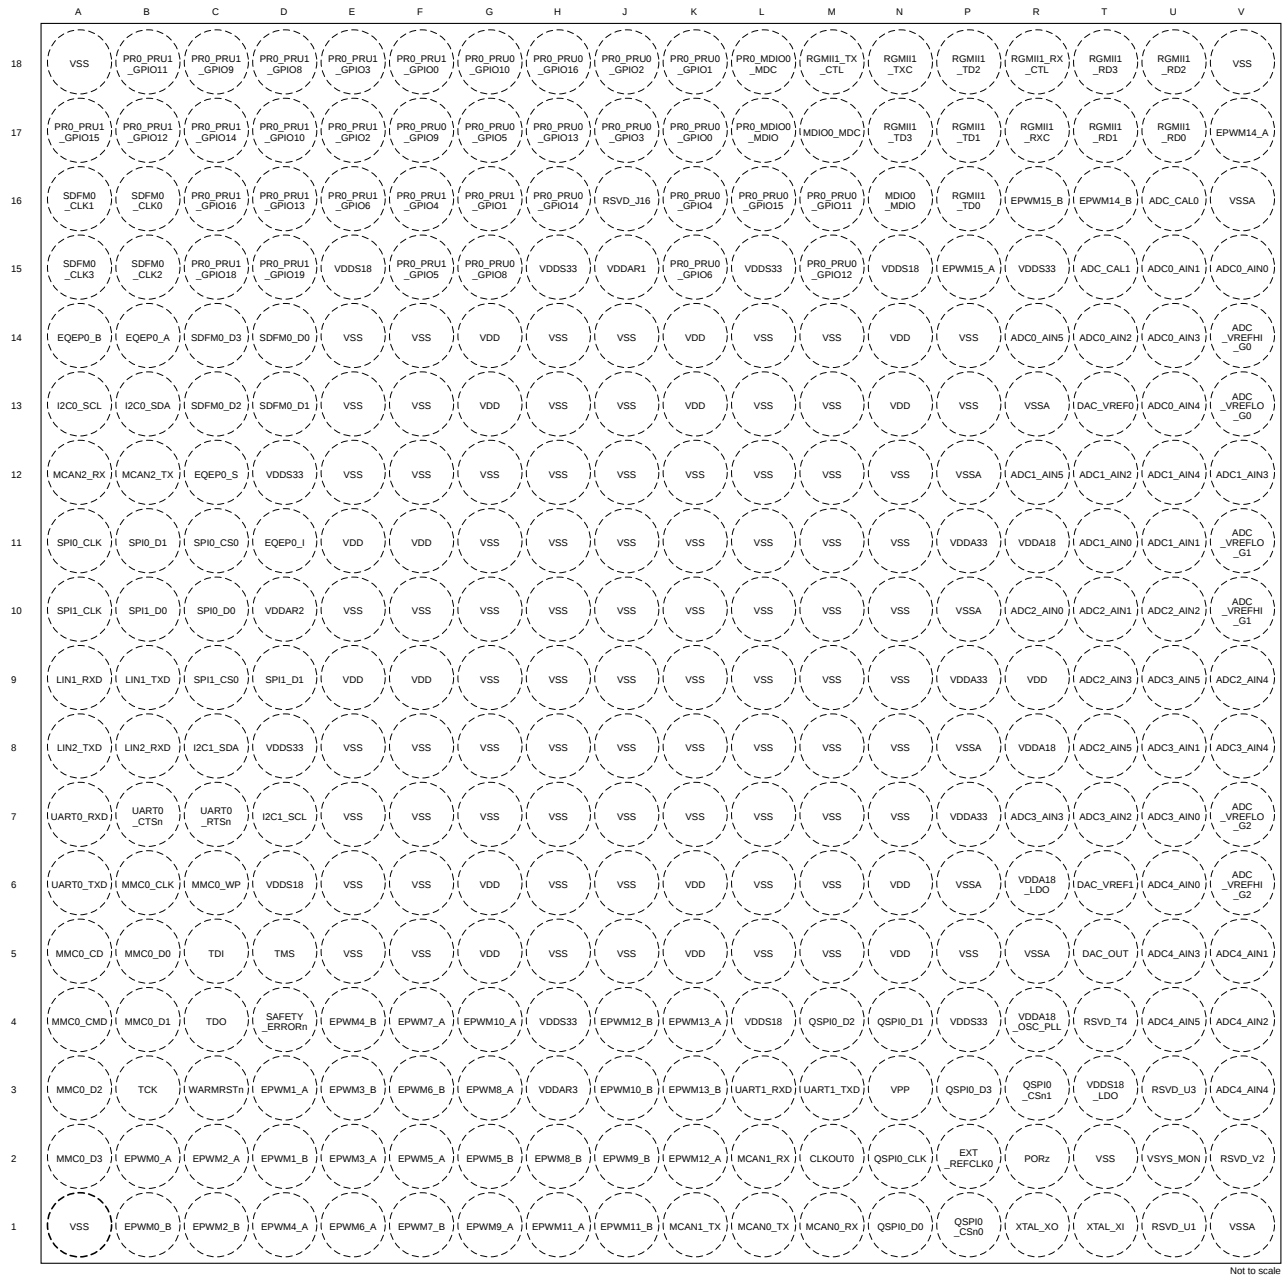 A B C D E F G H J K L M N P R T U V
18 VSS PR0_PRU1_GPIO11 PR0_PRU1_GPIO9 PR0_PRU1_GPIO8 PR0_PRU1_GPIO3 PR0_PRU1_GPIO0 PR0_PRU0_GPIO10 PR0_PRU0_GPIO16 PR0_PRU0_GPIO2 PR0_PRU0_GPIO1 PR0_MDIO0_MDC RGMII1_TX_CTL RGMII1_TXC RGMII1_TD2 RGMII1_RX_CTL RGMII1_RD3 RGMII1_RD2 VSS
17 PR0_PRU1_GPIO15 PR0_PRU1_GPIO12 PR0_PRU1_GPIO14 PR0_PRU1_GPIO10 PR0_PRU1_GPIO2 PR0_PRU0_GPIO9 PR0_PRU0_GPIO5 PR0_PRU0_GPIO13 PR0_PRU0_GPIO3 PR0_PRU0_GPIO0 PR0_MDIO0_MDIO MDIO0_MDC RGMII1_TD3 RGMII1_TD1 RGMII1_RXC RGMII1_RD1 RGMII1_RD0 EPWM14_A
16 SDFM0_CLK1 SDFM0_CLK0 PR0_PRU1_GPIO16 PR0_PRU1_GPIO13 PR0_PRU1_GPIO6 PR0_PRU1_GPIO4 PR0_PRU1_GPIO1 PR0_PRU0_GPIO14 RSVD_J16 PR0_PRU0_GPIO4 PR0_PRU0_GPIO15 PR0_PRU0_GPIO11 MDIO0_MDIO RGMII1_TD0 EPWM15_B EPWM14_B ADC_CAL0 VSSA
15 SDFM0_CLK3 SDFM0_CLK2 PR0_PRU1_GPIO18 PR0_PRU1_GPIO19 VDDS18 PR0_PRU1_GPIO5 PR0_PRU0_GPIO8 VDDS33 VDDAR1 PR0_PRU0_GPIO6 VDDS33 PR0_PRU0_GPIO12 VDDS18 EPWM15_A VDDS33 ADC_CAL1 ADC0_AIN1 ADC0_AIN0
14 EQEP0_B EQEP0_A SDFM0_D3 SDFM0_D0 VSS VSS VDD VSS VSS VDD VSS VSS VDD VSS ADC0_AIN5 ADC0_AIN2 ADC0_AIN3 ADC_VREFHI_G0
13 I2C0_SCL I2C0_SDA SDFM0_D2 SDFM0_D1 VSS VSS VDD VSS VSS VDD VSS VSS VDD VSS VSSA DAC_VREF0 ADC0_AIN4 ADC_VREFLO_G0
12 MCAN2_RX MCAN2_TX EQEP0_S VDDS33 VSS VSS VSS VSS VSS VSS VSS VSS VSS VSSA ADC1_AIN5 ADC1_AIN2 ADC1_AIN4 ADC1_AIN3
11 SPI0_CLK SPI0_D1 SPI0_CS0 EQEP0_I VDD VDD VSS VSS VSS VSS VSS VSS VSS VDDA33 VDDA18 ADC1_AIN0 ADC1_AIN1 ADC_VREFLO_G1
10 SPI1_CLK SPI1_D0 SPI0_D0 VDDAR2 VSS VSS VSS VSS VSS VSS VSS VSS VSS VSSA ADC2_AIN0 ADC2_AIN1 ADC2_AIN2 ADC_VREFHI_G1
9 LIN1_RXD LIN1_TXD SPI1_CS0 SPI1_D1 VDD VDD VSS VSS VSS VSS VSS VSS VSS VDDA33 VDD ADC2_AIN3 ADC3_AIN5 ADC2_AIN4
8 LIN2_TXD LIN2_RXD I2C1_SDA VDDS33 VSS VSS VSS VSS VSS VSS VSS VSS VSS VSSA VDDA18 ADC2_AIN5 ADC3_AIN1 ADC3_AIN4
7 UART0_RXD UART0_CTSn UART0_RTSn I2C1_SCL VSS VSS VSS VSS VSS VSS VSS VSS VSS VDDA33 ADC3_AIN3 ADC3_AIN2 ADC3_AIN0 ADC_VREFLO_G2
6 UART0_TXD MMC0_CLK MMC0_WP VDDS18 VSS VSS VDD VSS VSS VDD VSS VSS VDD VSSA VDDA18_LDO DAC_VREF1 ADC4_AIN0 ADC_VREFHI_G2
5 MMC0_CD MMC0_D0 TDI TMS VSS VSS VDD VSS VSS VDD VSS VSS VDD VSS VSSA DAC_OUT ADC4_AIN3 ADC4_AIN1
4 MMC0_CMD MMC0_D1 TDO SAFETY_ERRORn EPWM4_B EPWM7_A EPWM10_A VDDS33 EPWM12_B EPWM13_A VDDS18 QSPI0_D2 QSPI0_D1 VDDS33 VDDA18_OSC_PLL RSVD_T4 ADC4_AIN5 ADC4_AIN2
3 MMC0_D2 TCK WARMRSTn EPWM1_A EPWM3_B EPWM6_B EPWM8_A VDDAR3 EPWM10_B EPWM13_B UART1_RXD UART1_TXD VPP QSPI0_D3 QSPI0_CSn1 VDDS18_LDO RSVD_U3 ADC4_AIN4
2 MMC0_D3 EPWM0_A EPWM2_A EPWM1_B EPWM3_A EPWM5_A EPWM5_B EPWM8_B EPWM9_B EPWM12_A MCAN1_RX CLKOUT0 QSPI0_CLK EXT_REFCLK0 PORz VSS VSYS_MON RSVD_V2
1 VSS EPWM0_B EPWM2_B EPWM4_A EPWM6_A EPWM7_B EPWM9_A EPWM11_A EPWM11_B MCAN1_TX MCAN0_TX MCAN0_RX QSPI0_D0 QSPI0_CSn0 XTAL_XO XTAL_XI RSVD_U1 VSSA
Not to scale